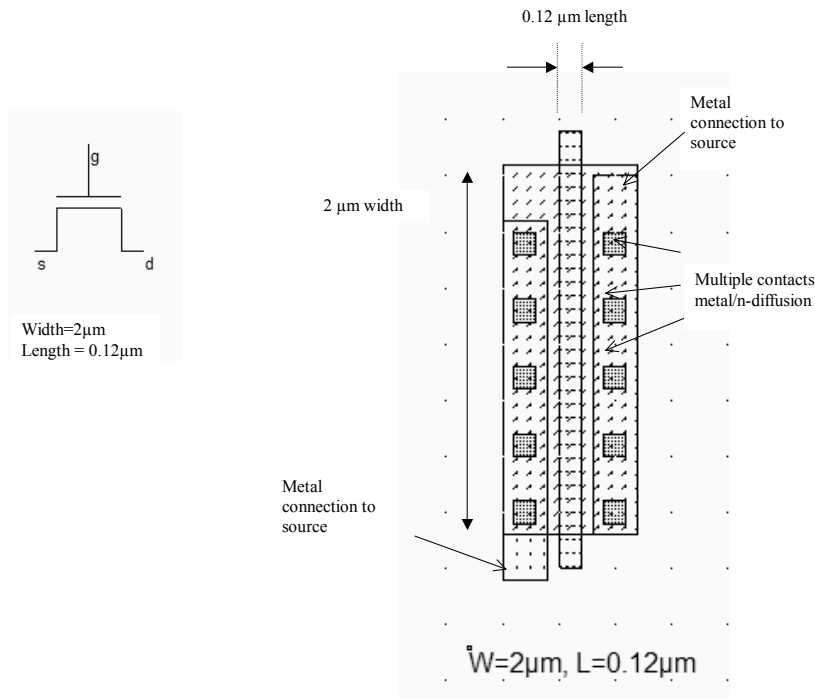 0.12 µm length
Metal
connection to
source
g
2 µm width
s
d
Multiple contacts
metal/n-diffusion
Width=2µm
Length = 0.12µm
Metal
connection to
source
W=2µm, L=0.12µm